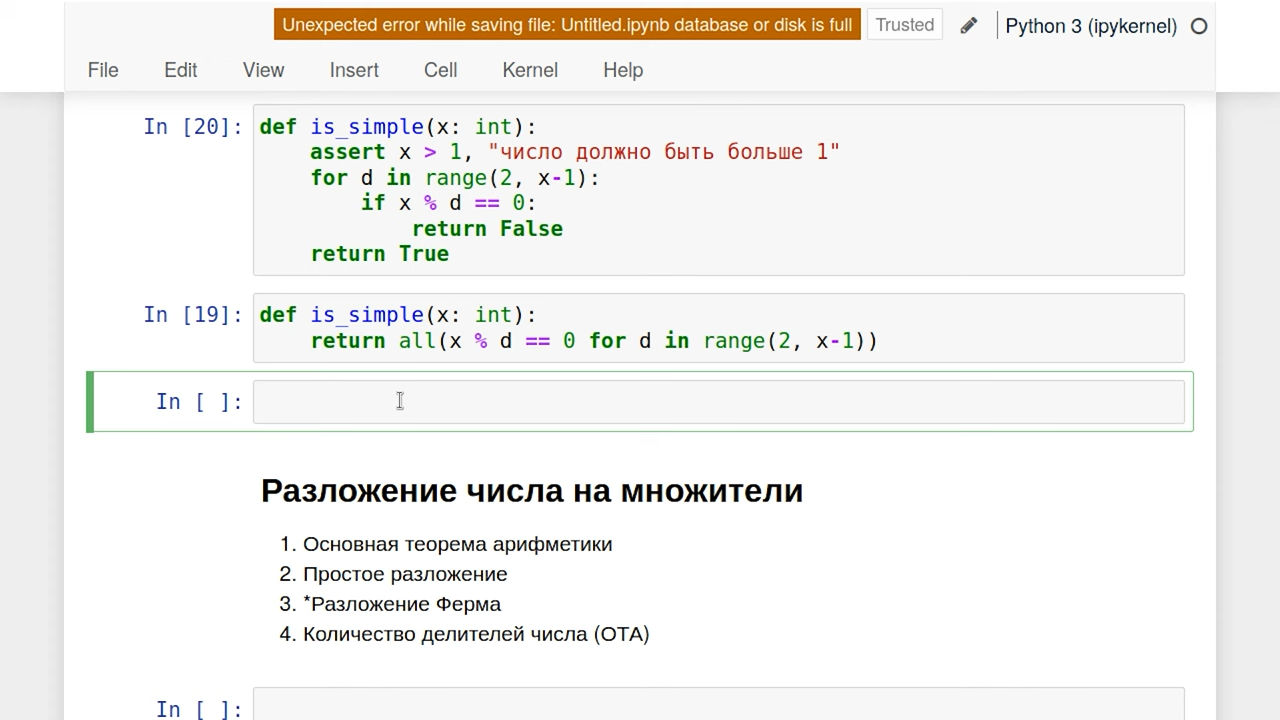 Unexpected error while saving file: Untitled.ipynb database or disk is full Trusted Python 3 (ipykernel)
File Edit View Insert Cell Kernel Help
In [20]: def is_simple(x: int):
    assert x > 1, "число должно быть больше 1"
    for d in range(2, x-1):
        if x % d == 0:
            return False
    return True
In [19]: def is_simple(x: int):
    return all(x % d == 0 for d in range(2, x-1))
In [ ]:
Разложение числа на множители
1. Основная теорема арифметики
2. Простое разложение
3. *Разложение Ферма
4. Количество делителей числа (ОТА)
In [ ]: